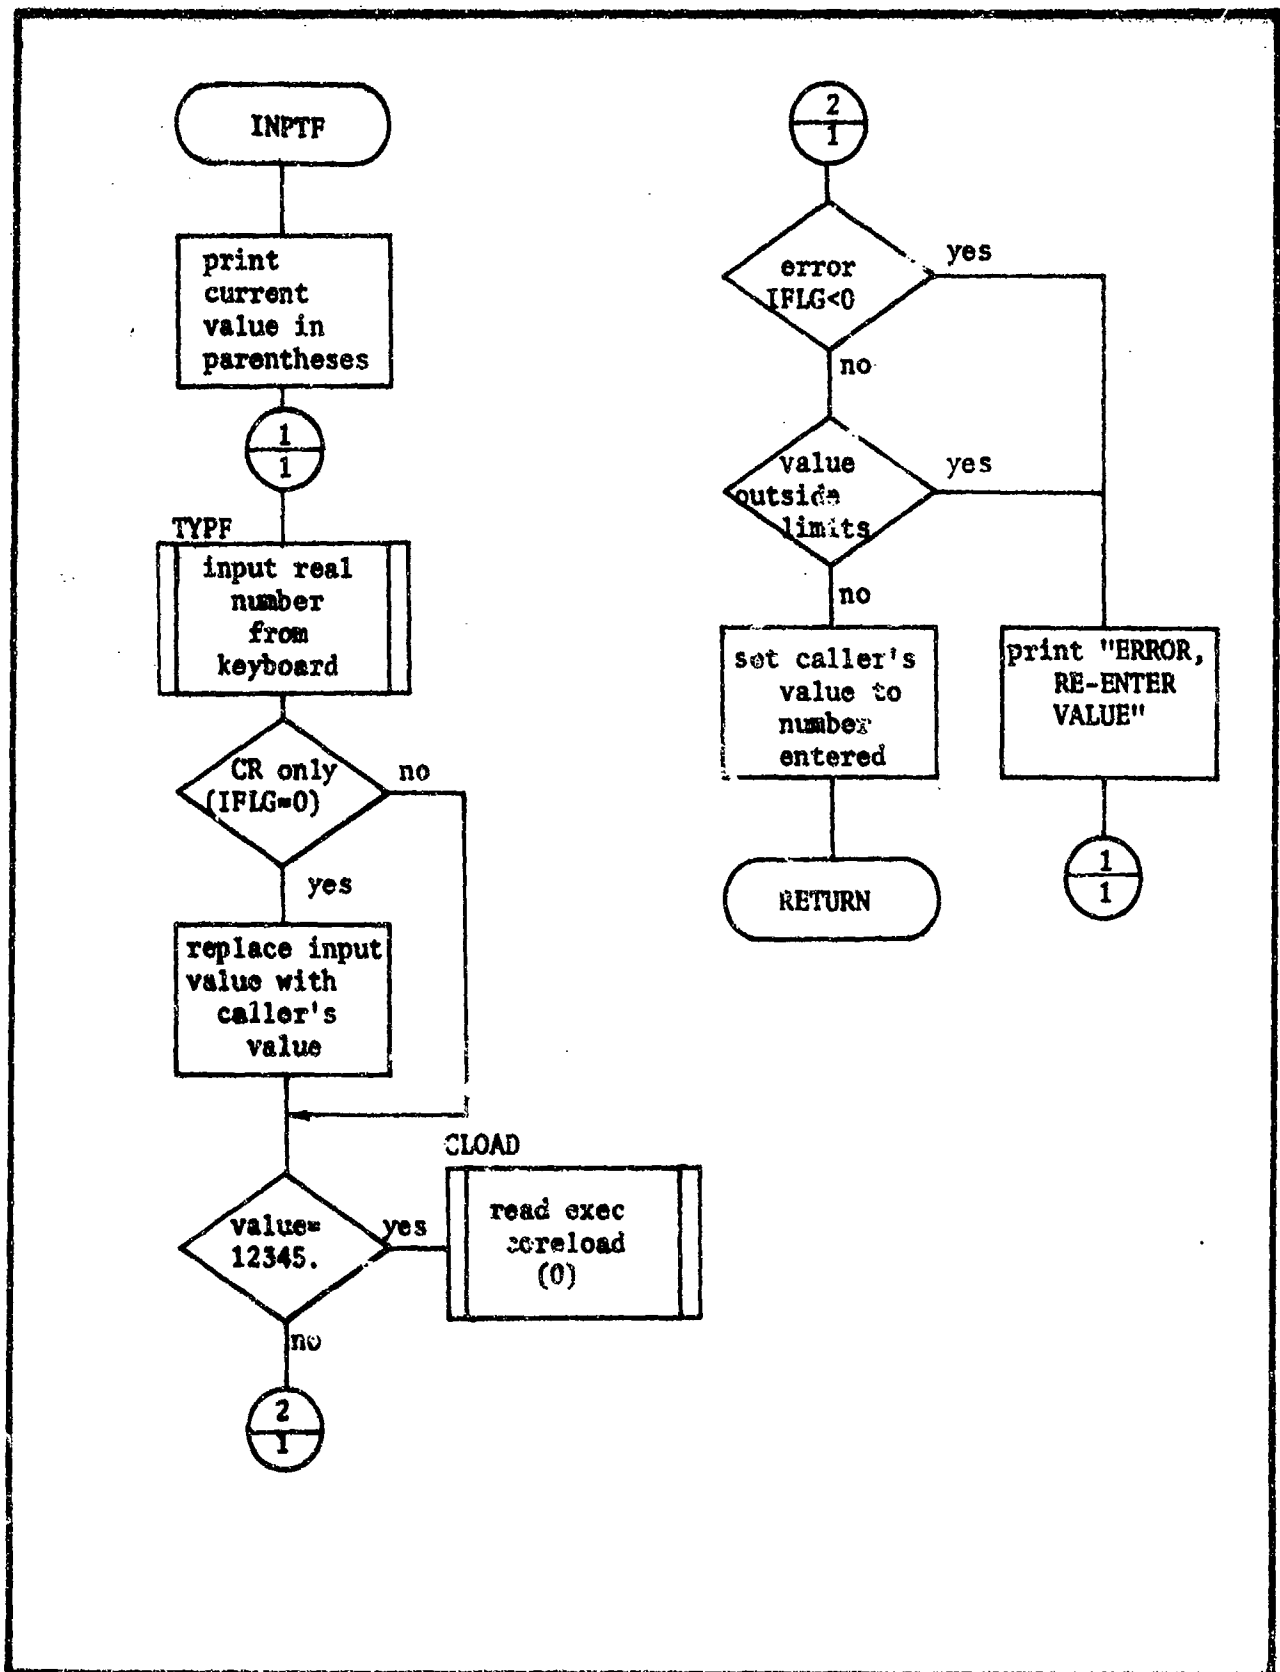 INPTF
print
current
value in
parentheses
1
1
TYPF
input real
number
from
keyboard
CR only
(IFLG=0)
no
yes
replace input
value with
caller's
value
value=
12345.
yes
CLOAD
read exec
coreload
(0)
no
2
1
2
1
error
IFLG<0
yes
no
value
outside
limits
yes
no
set caller's
value to
number
entered
RETURN
print "ERROR,
RE-ENTER
VALUE"
1
1